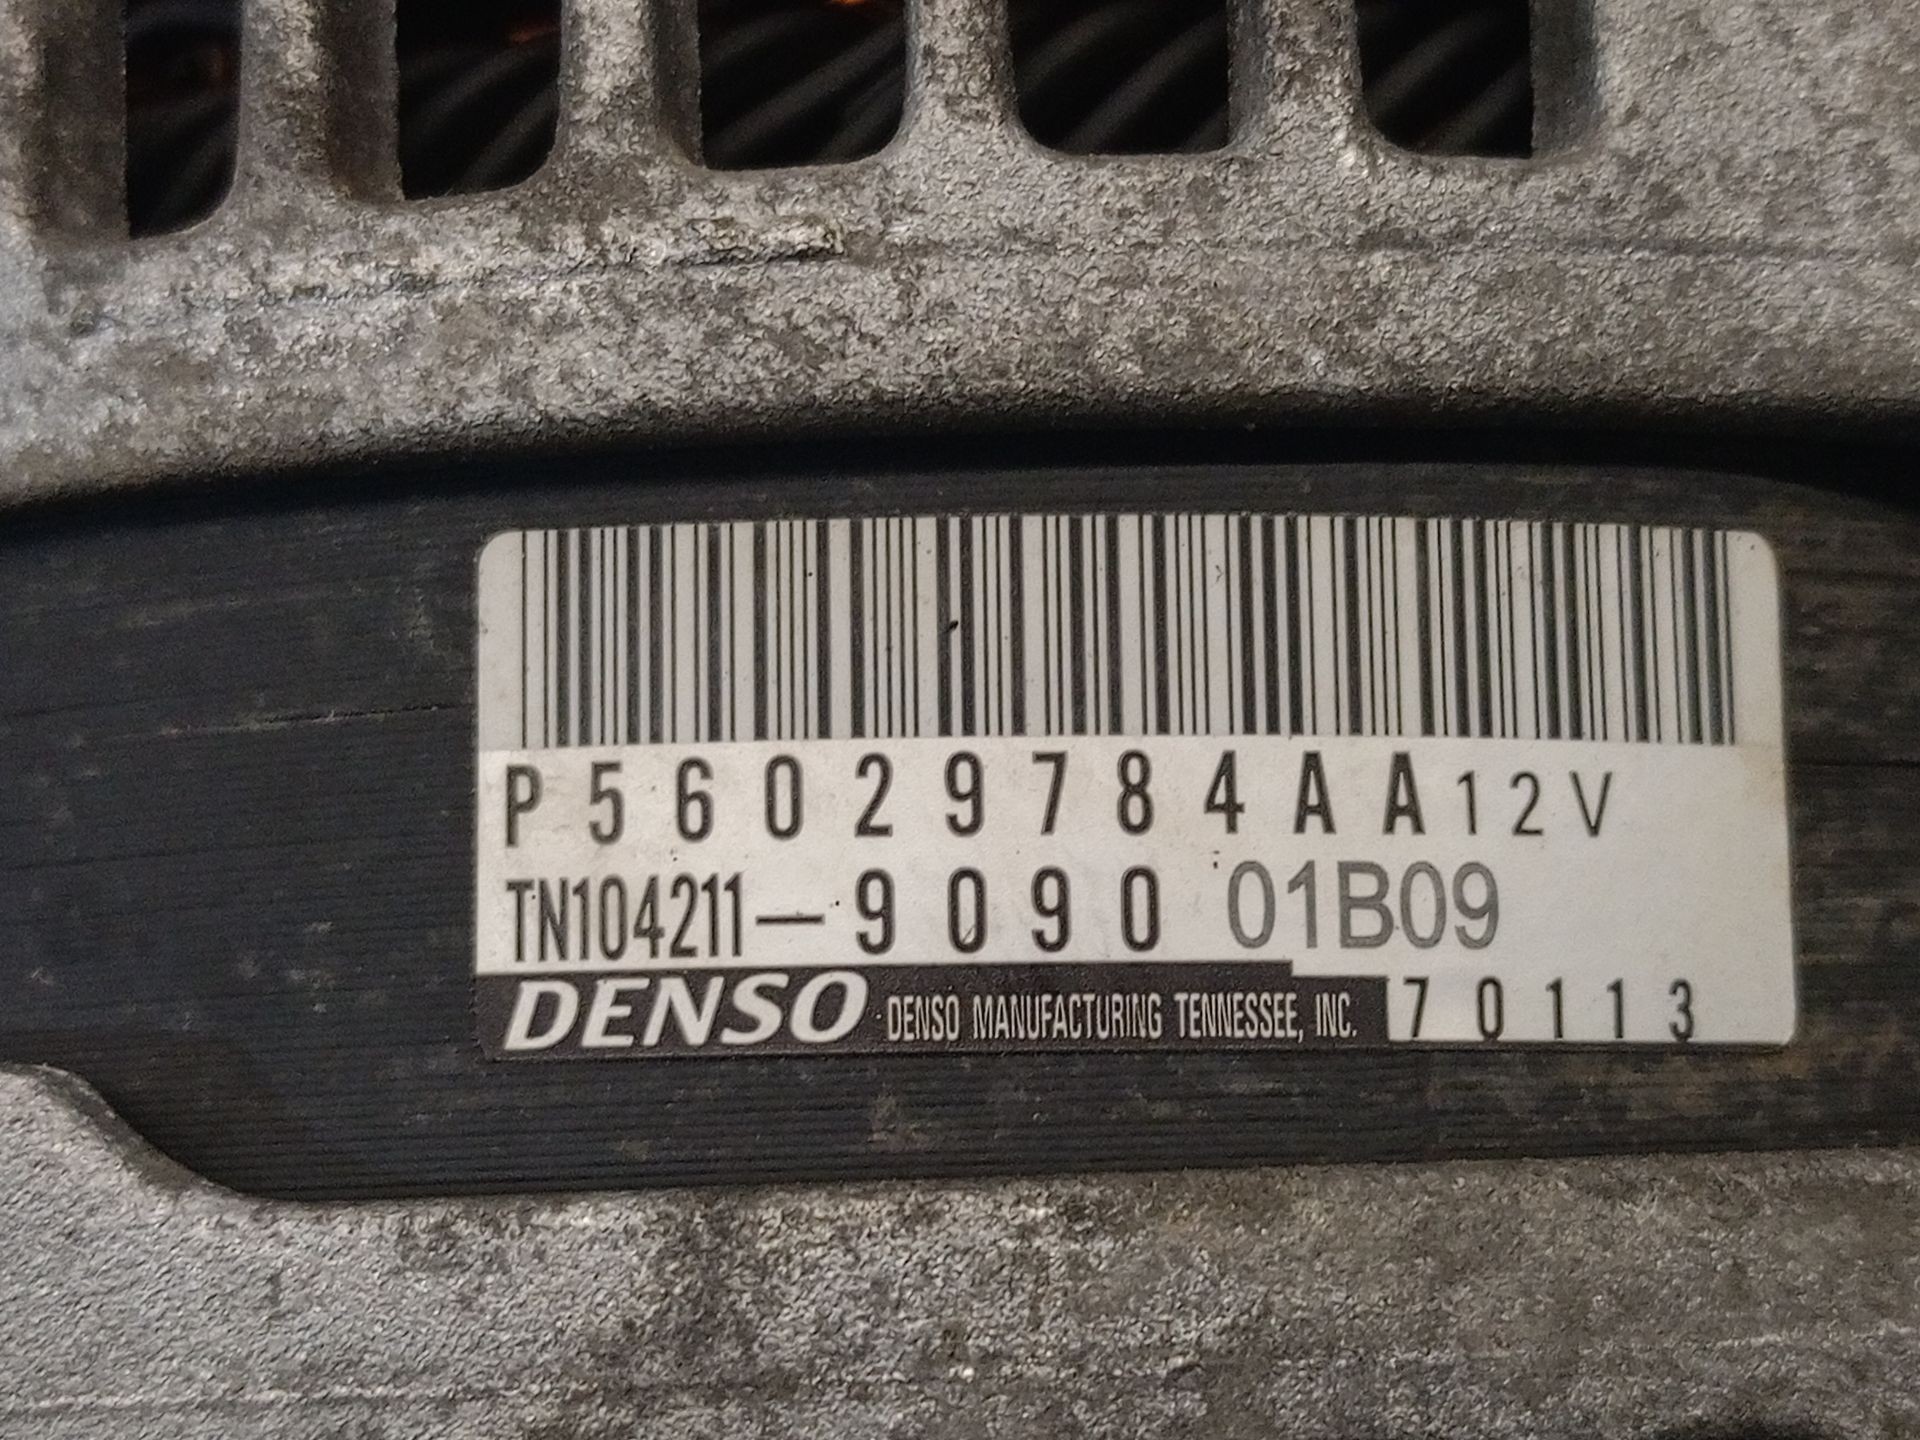 P56029784AA12V
TN104211-9090 01B09
DENSO DENSO MANUFACTURING TENNESSEE, INC. 70113